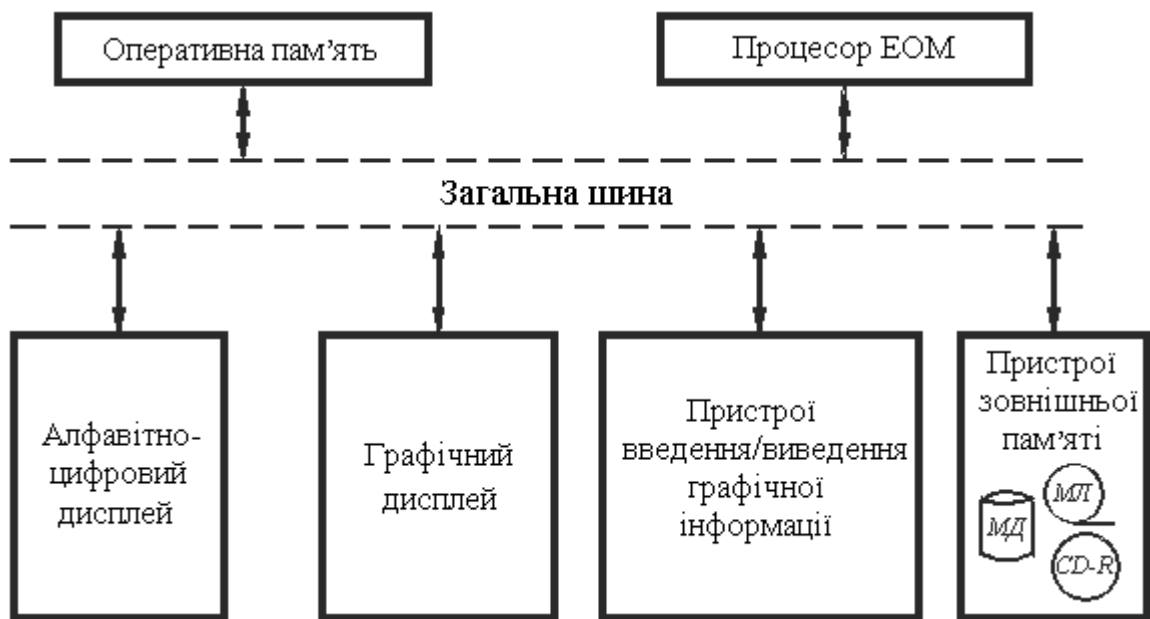 Оперативна пам’ять
Процесор ЕОМ
Загальна шина
Алфавітно-
цифровий
дисплей
Графічний
дисплей
Пристрої
введення/виведення
графічної
інформації
Пристрої
зовнішньої
пам’яті
МЛ
МД
CD-R